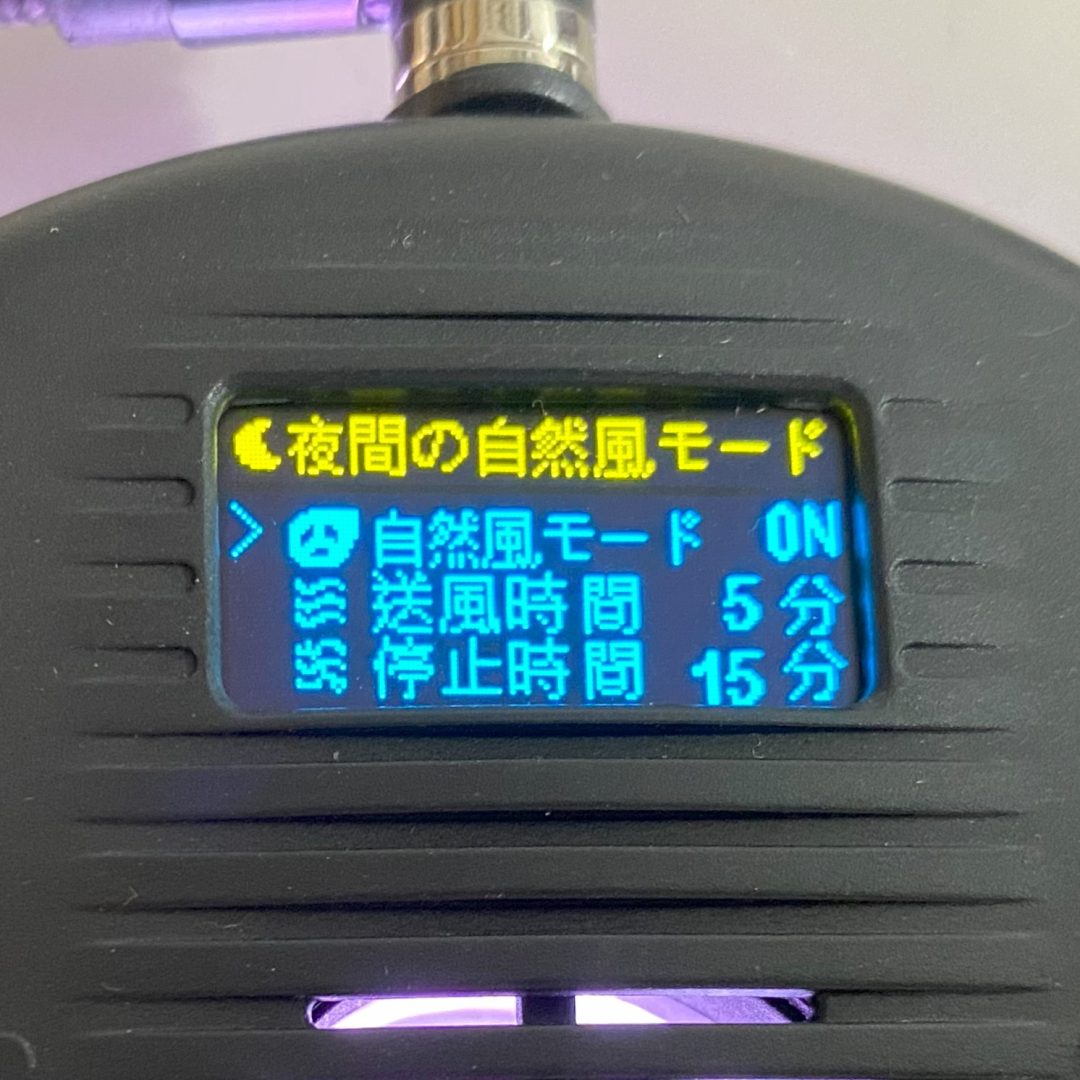 夜間の自然風モード
> 自然風モード ON
送風時間 5分
停止時間 15分